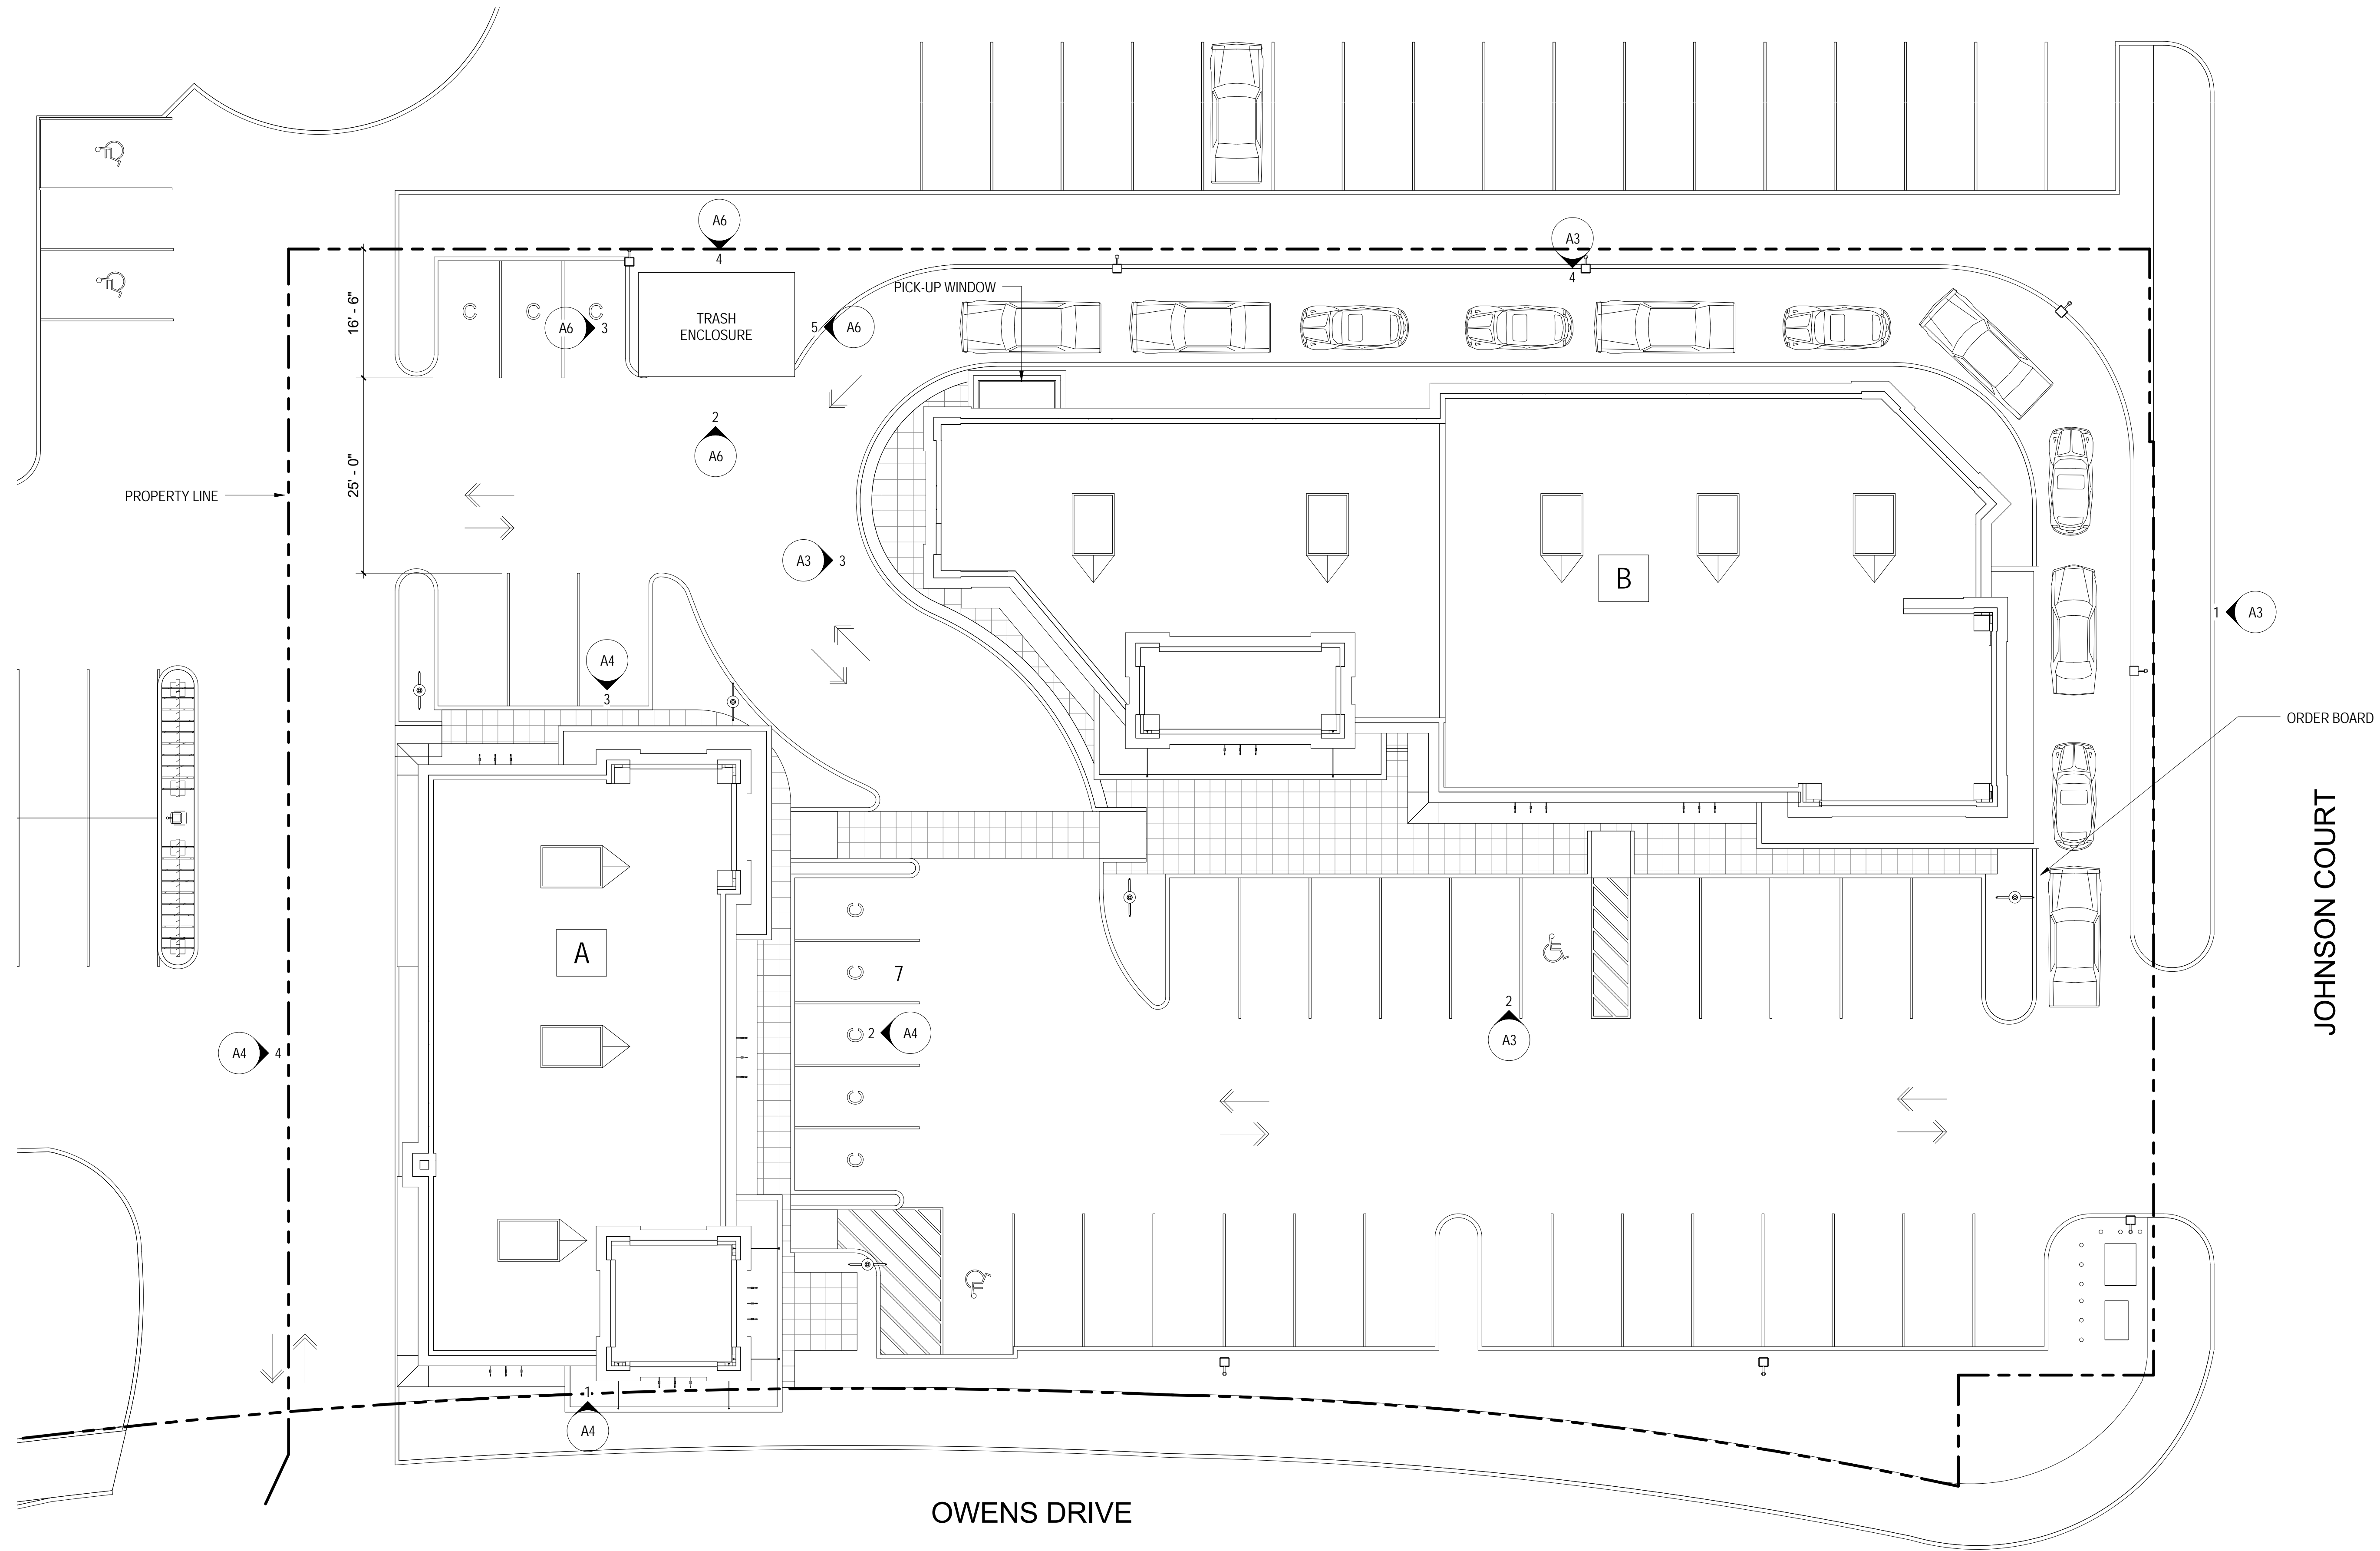 A6
4
A3
4
PICK-UP WINDOW
16' - 6"
C
C
C
A6
3
TRASH
ENCLOSURE
5
A6
2
A6
25' - 0"
PROPERTY LINE
A3
3
B
1
A3
A4
3
ORDER BOARD
JOHNSON COURT
A
C
C
7
C
2
A4
C
C
2
A3
A4
4
1
A4
OWENS DRIVE